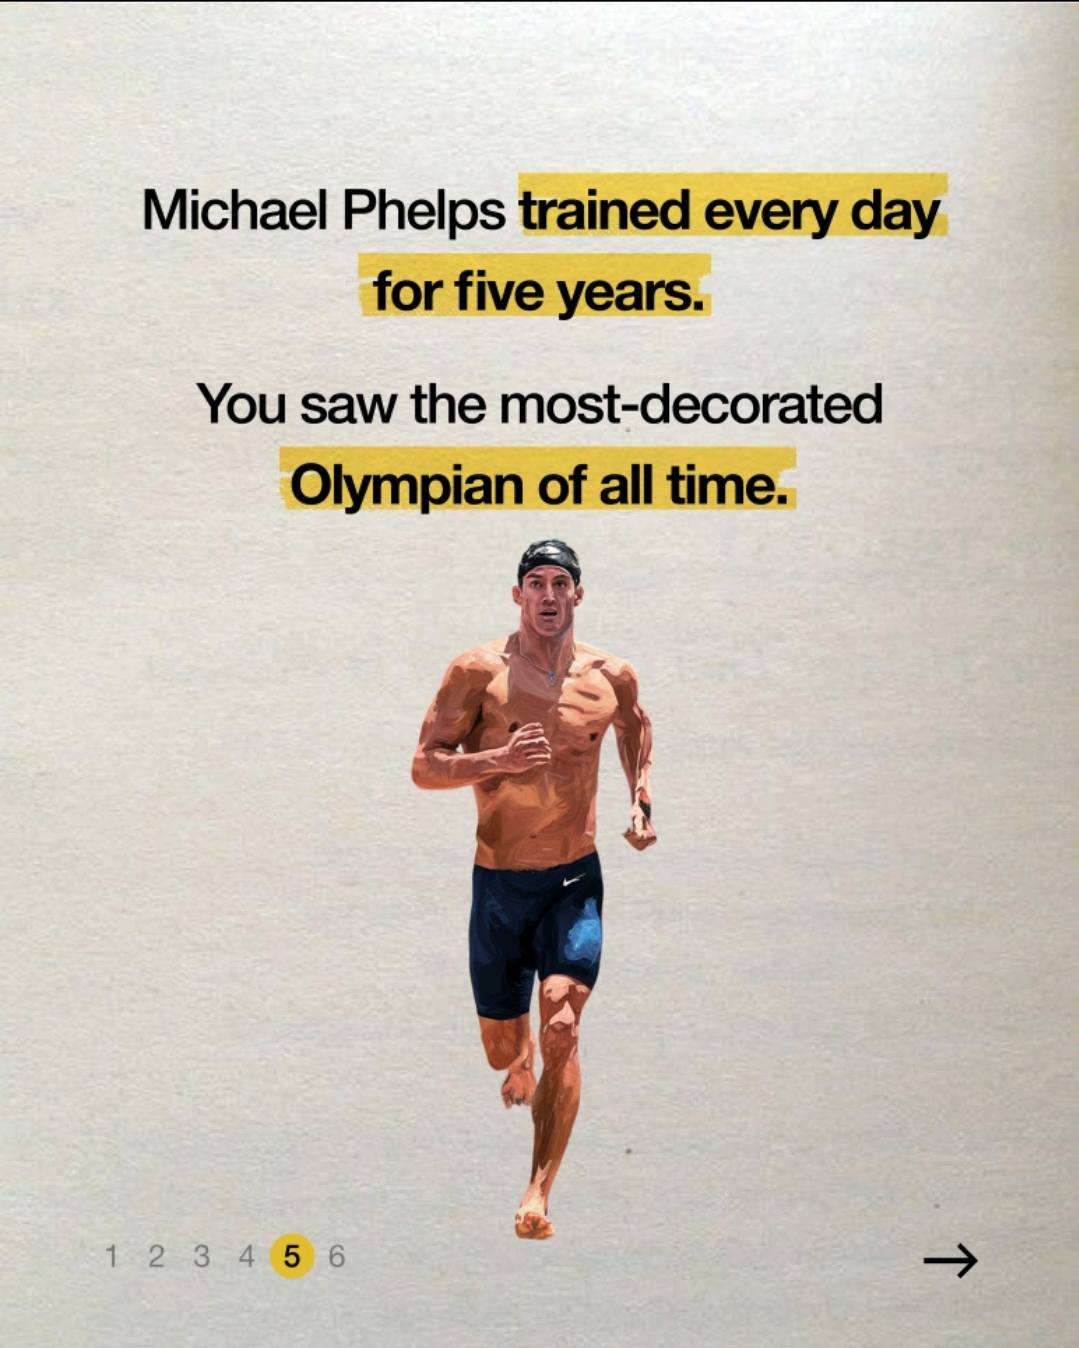 Michael Phelps trained every day
for five years.
You saw the most-decorated
Olympian of all time.
1 2 3 4 5 6